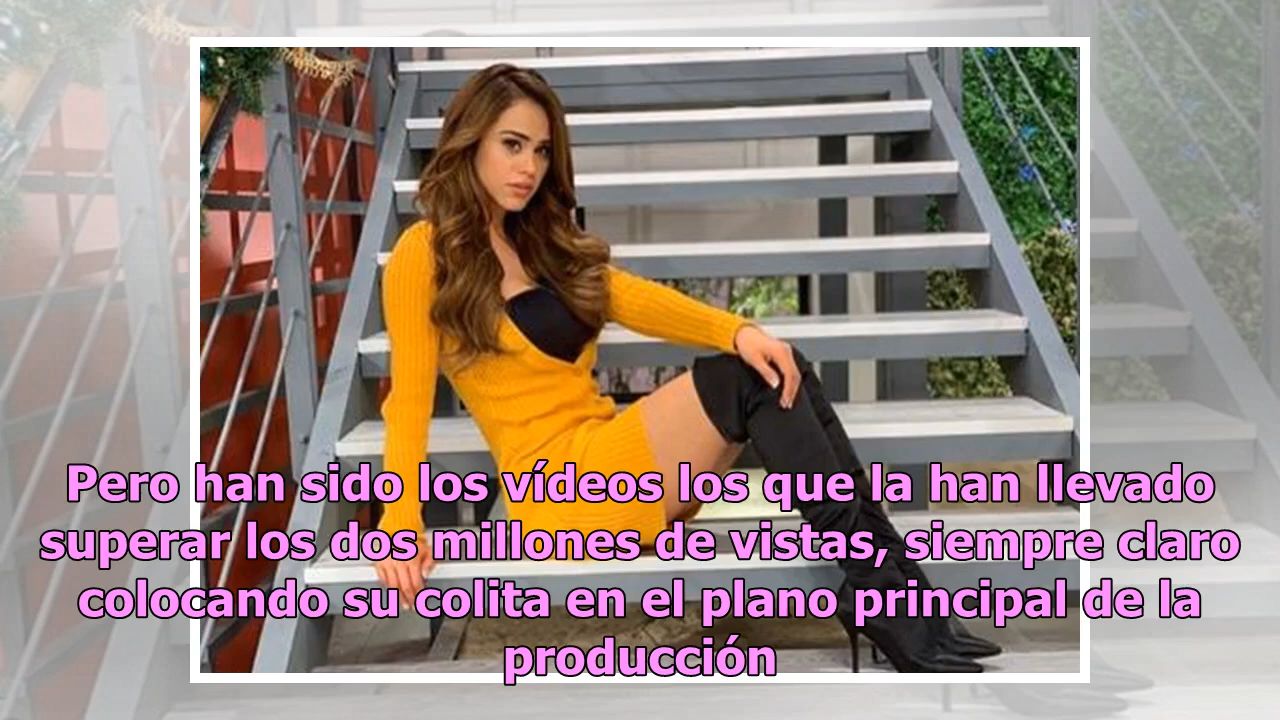 Pero han sido los vídeos los que la han llevado
superar los dos millones de vistas, siempre claro
colocando su colita en el plano principal de la
producción